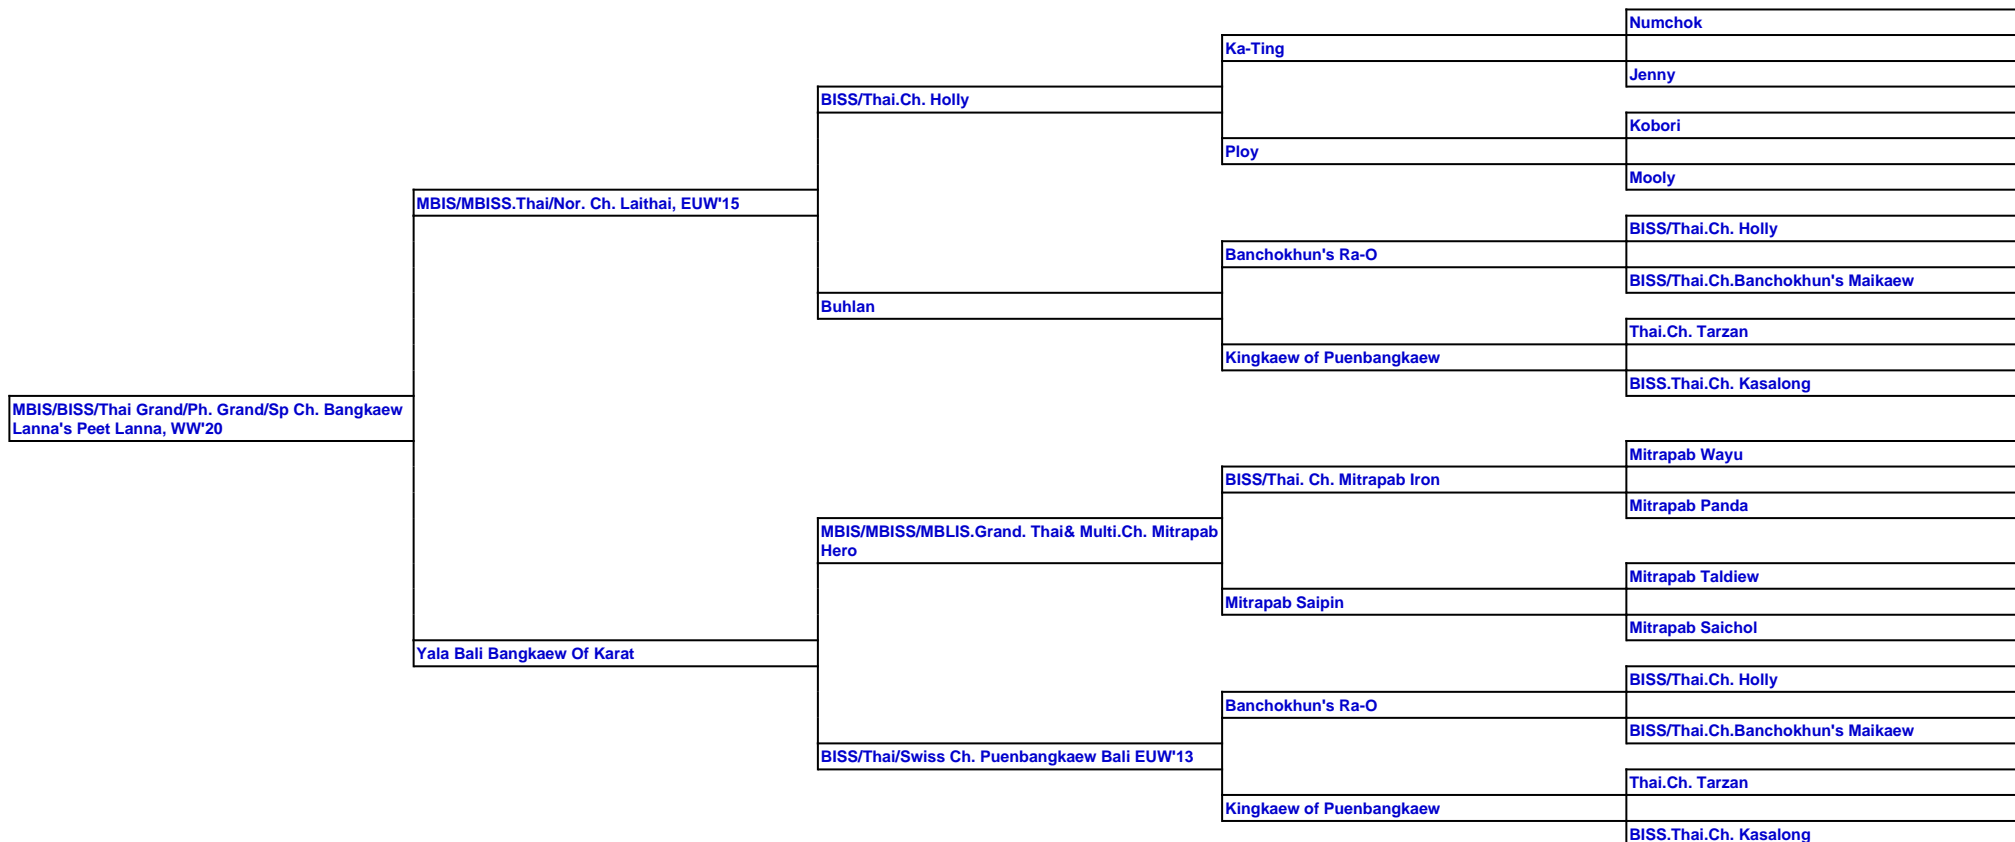 Numchok
Ka-Ting
Jenny
BISS/Thai.Ch. Holly
Kobori
Ploy
Mooly
MBIS/MBISS.Thai/Nor. Ch. Laithai, EUW'15
BISS/Thai.Ch. Holly
Banchokhun's Ra-O
BISS/Thai.Ch.Banchokhun's Maikaew
Buhlan
Thai.Ch. Tarzan
Kingkaew of Puenbangkaew
BISS.Thai.Ch. Kasalong
MBIS/BISS/Thai Grand/Ph. Grand/Sp Ch. Bangkaew
Lanna's Peet Lanna, WW'20
Mitrapab Wayu
BISS/Thai. Ch. Mitrapab Iron
Mitrapab Panda
MBIS/MBISS/MBLIS.Grand. Thai& Multi.Ch. Mitrapab
Hero
Mitrapab Taldiew
Mitrapab Saipin
Mitrapab Saichol
Yala Bali Bangkaew Of Karat
BISS/Thai.Ch. Holly
Banchokhun's Ra-O
BISS/Thai.Ch.Banchokhun's Maikaew
BISS/Thai/Swiss Ch. Puenbangkaew Bali EUW'13
Thai.Ch. Tarzan
Kingkaew of Puenbangkaew
BISS.Thai.Ch. Kasalong